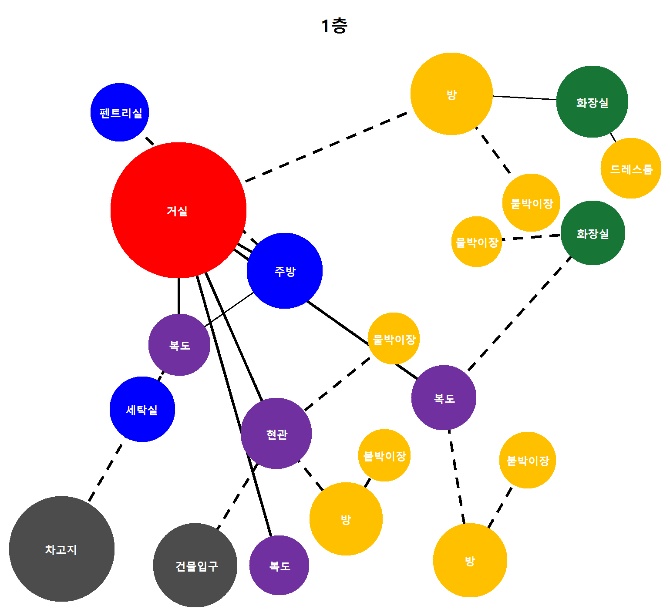 1층
방
화장실
펜트리실
드레스룸
붙박이장
거실
화장실
붙박이장
주방
붙박이장
복도
복도
세탁실
현관
붙박이장
붙박이장
방
차고지
건물입구
복도
방